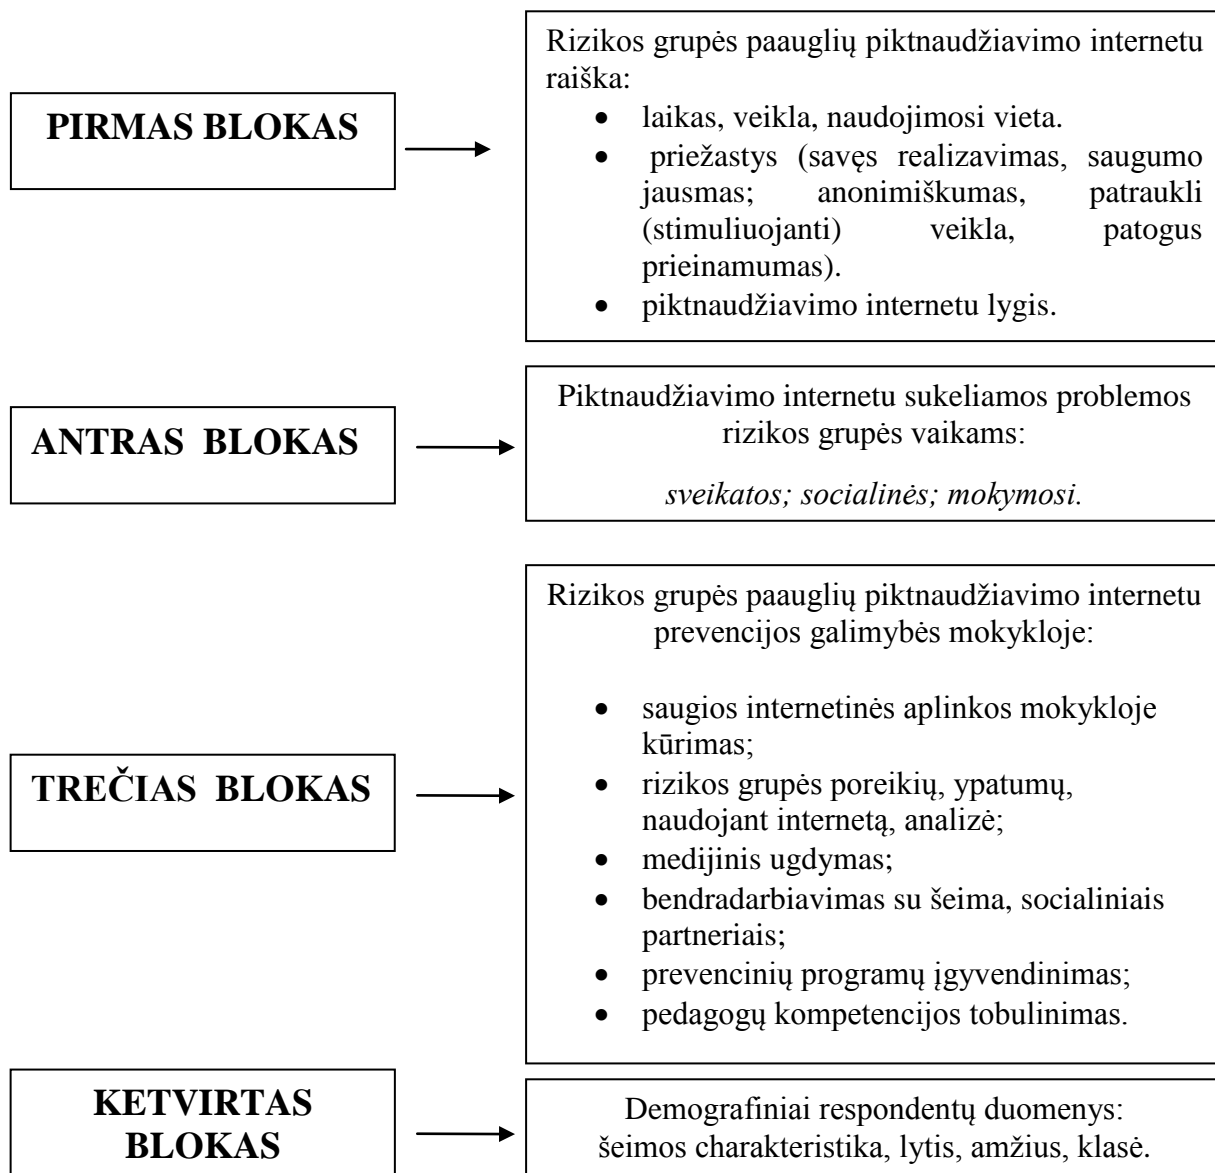 PIRMAS BLOKAS
Rizikos grupės paauglių piktnaudžiavimo internetu
raiška:
• laikas, veikla, naudojimosi vieta.
• priežastys (savęs realizavimas, saugumo
jausmas; anonimiškumas, patraukli
(stimuliuojanti) veikla, patogus
prieinamumas).
• piktnaudžiavimo internetu lygis.
ANTRAS BLOKAS
Piktnaudžiavimo internetu sukeliamos problemos
rizikos grupės vaikams:
sveikatos; socialinės; mokymosi.
TREČIAS BLOKAS
Rizikos grupės paauglių piktnaudžiavimo internetu
prevencijos galimybės mokykloje:
• saugios internetinės aplinkos mokykloje
kūrimas;
• rizikos grupės poreikių, ypatumų,
naudojant internetą, analizė;
• medijinis ugdymas;
• bendradarbiavimas su šeima, socialiniais
partneriais;
• prevencinių programų įgyvendinimas;
• pedagogų kompetencijos tobulinimas.
KETVIRTAS
BLOKAS
Demografiniai respondentų duomenys:
šeimos charakteristika, lytis, amžius, klasė.